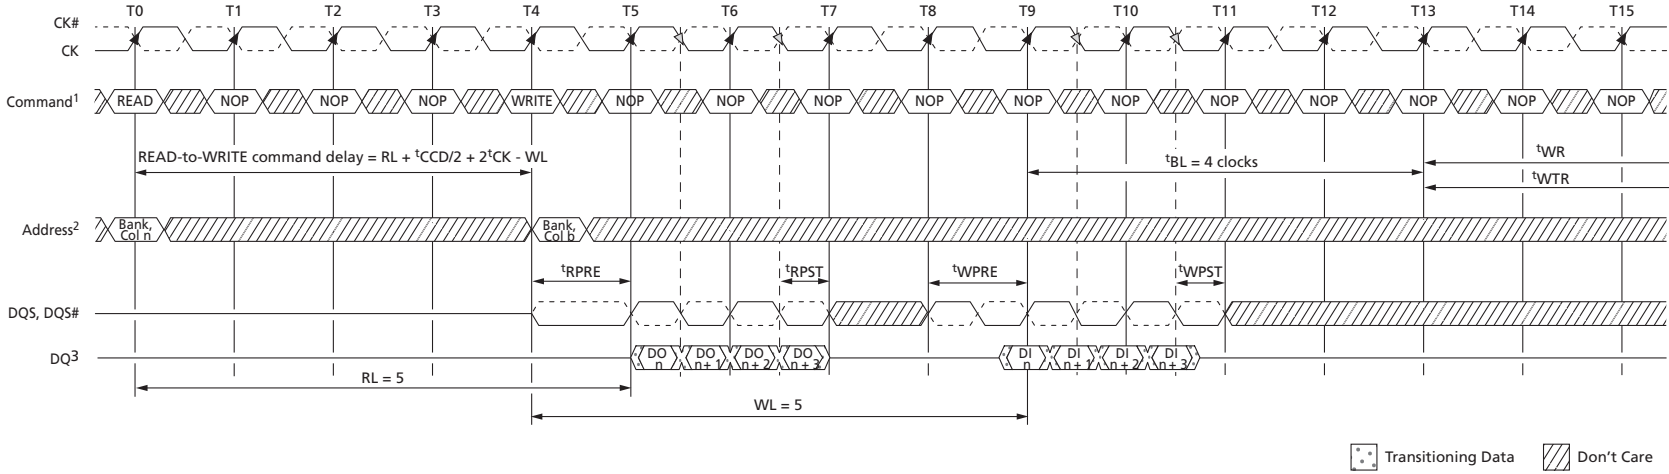 T0 T1 T2 T3 T4 T5 T6 T7 T8 T9 T10 T11 T12 T13 T14 T15
CK#
CK
Command1 READ NOP NOP NOP WRITE NOP NOP NOP NOP NOP NOP NOP NOP NOP NOP NOP
READ-to-WRITE command delay = RL + tCCD/2 + 2tCK - WL
tBL = 4 clocks
tWR
tWTR
Address2 Bank, Col n Bank, Col b
tRPRE tRPST tWPRE tWPST
DQS, DQS#
DQ3 DO n DO n + 1 DO n + 2 DO n + 3 DI n DI n + 1 DI n + 2 DI n + 3
RL = 5
WL = 5
Transitioning Data Don't Care